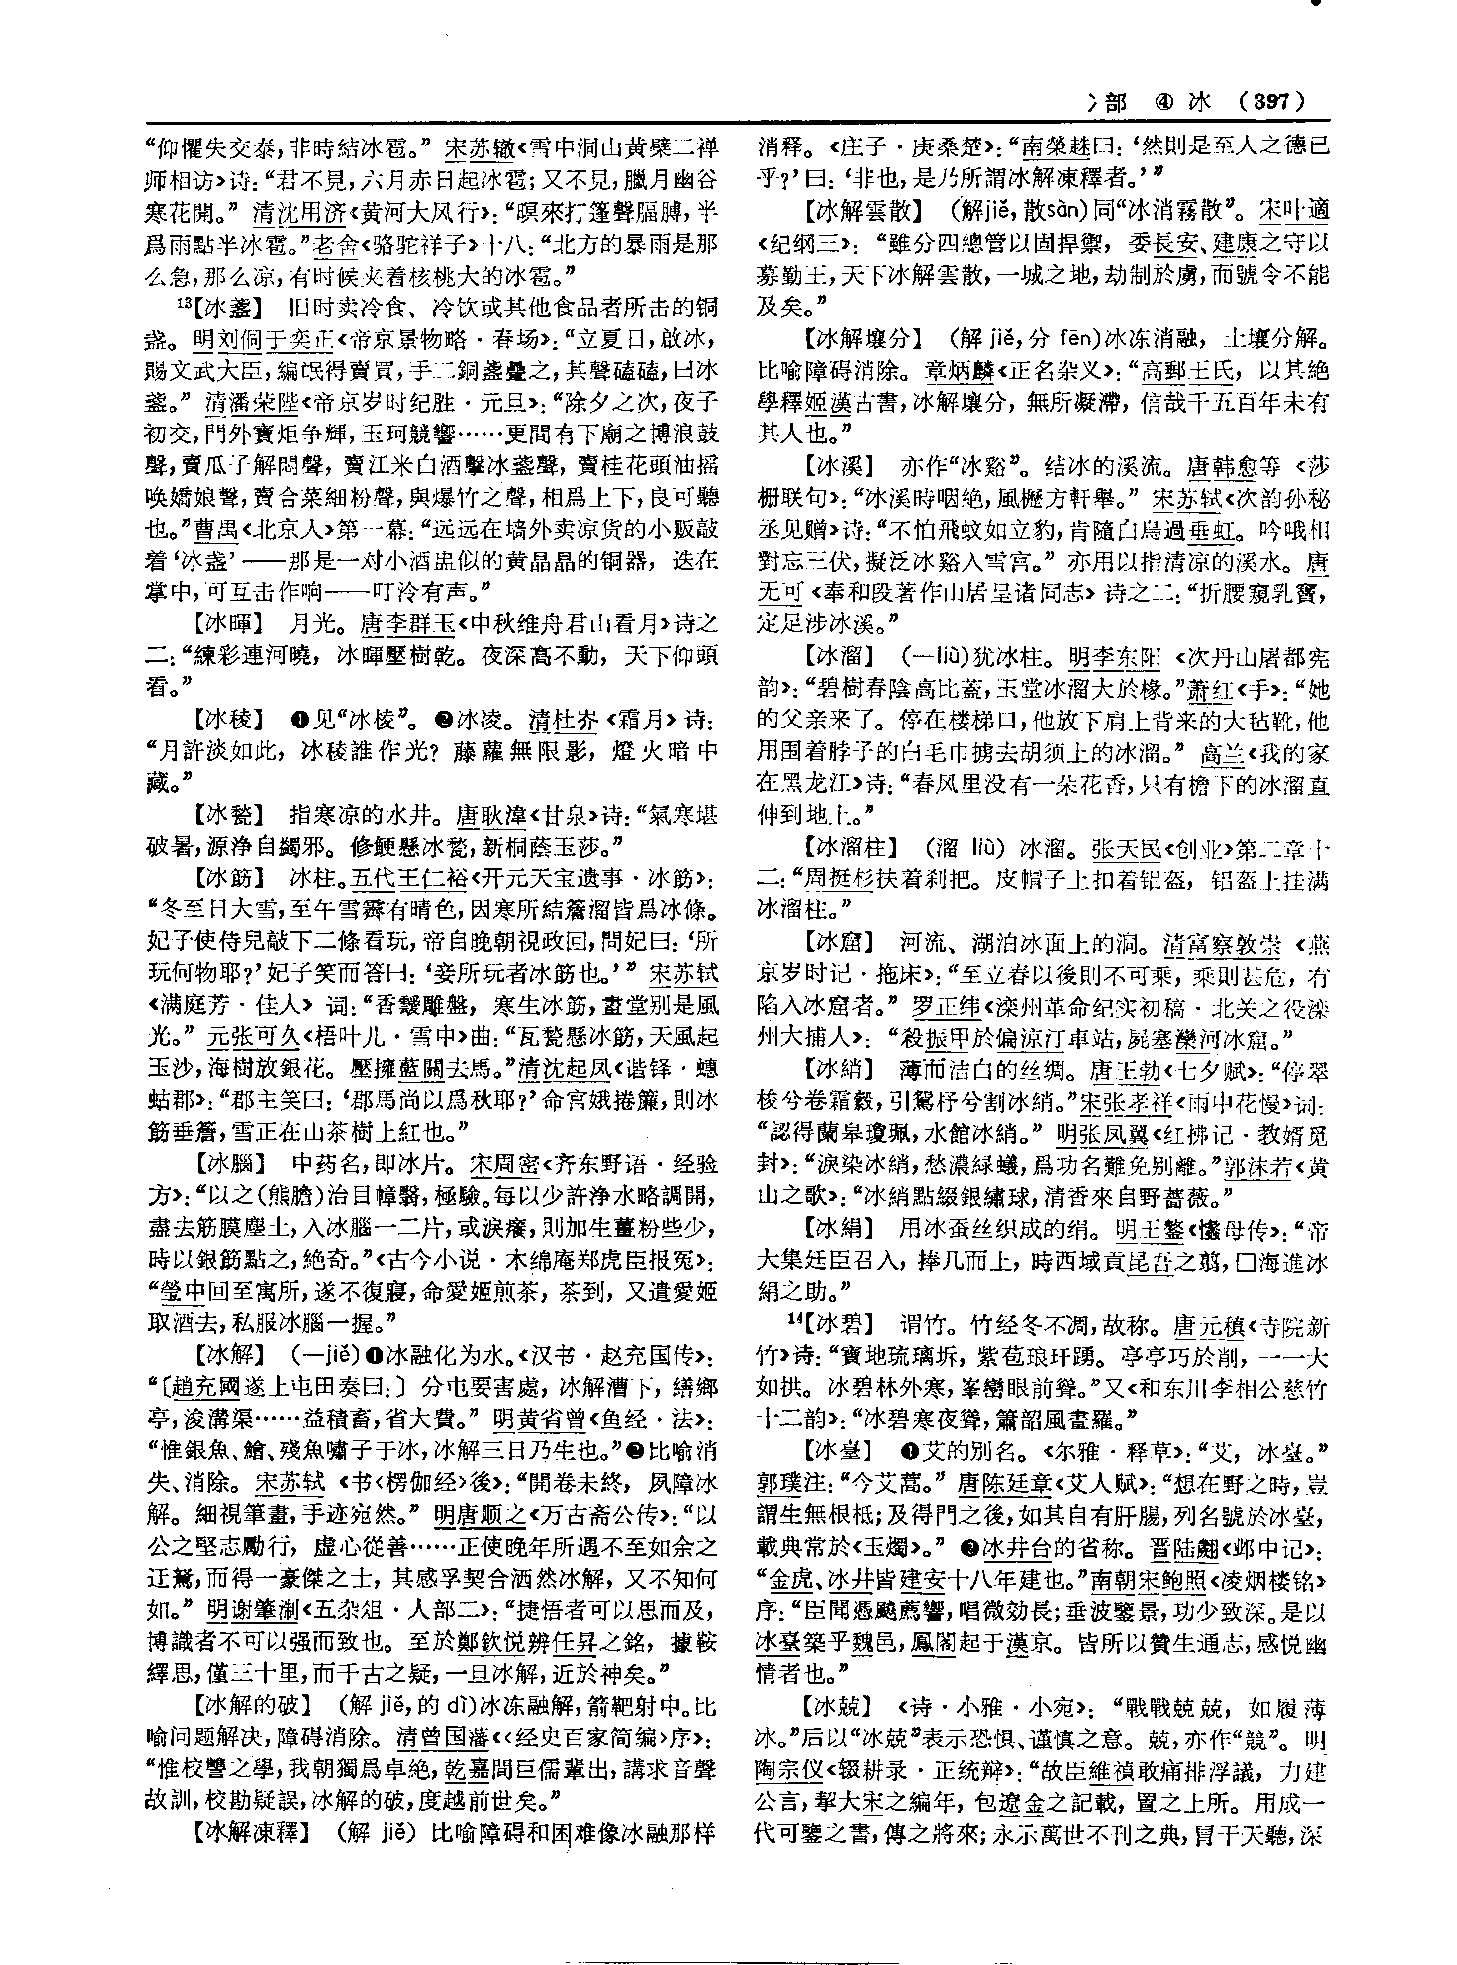 冫部 ④ 冰 （397）
“仰懼失交泰，非時結冰雹。” 宋苏辙《雪中洞山黄檗二禅
师相访》诗：“君不見，六月赤日起冰雹；又不見，臘月幽谷
寒花開。” 清沈用济《黄河大风行》：“暝來打篷聲腷膊，半
爲雨點半冰雹。”老舍《骆驼祥子》十八：“北方的暴雨是那
么急，那么凉，有时候夹着核桃大的冰雹。”
13【冰盞】 旧时卖冷食、冷饮或其他食品者所击的铜
盏。明刘侗于奕正《帝京景物略·春场》：“立夏日，啟冰，
賜文武大臣，編氓得賣買，手二銅盞疊之，其聲磕磕，曰冰
盞。” 清潘荣陛《帝京岁时纪胜·元旦》：“除夕之次，夜子
初交，門外寶炬争輝，玉珂競響……更間有下廟之博浪鼓
聲，賣瓜子解悶聲，賣江米白酒擊冰盞聲，賣桂花頭油摇
唤嬌娘聲，賣合菜細粉聲，與爆竹之聲，相爲上下，良可聽
也。”曹禺《北京人》第一幕：“远远在墙外卖凉货的小贩敲
着‘冰盏’——那是一对小酒盅似的黄晶晶的铜器，迭在
掌中，可互击作响——叮泠有声。”
【冰暉】 月光。唐李群玉《中秋维舟君山看月》诗之
二：“練彩連河曉，冰暉壓樹乾。夜深高不動，天下仰頭
看。”
【冰稜】 ❶见“冰棱”。❷冰凌。清杜岕《霜月》诗：
“月許淡如此，冰稜誰作光？藤蘿無限影，燈火暗中
藏。”
【冰甃】 指寒凉的水井。唐耿湋《甘泉》诗：“氣寒堪
破暑，源浄自蠲邪。修綆懸冰甃，新桐蔭玉莎。”
【冰筯】 冰柱。五代王仁裕《开元天宝遗事·冰筯》：
“冬至日大雪，至午雪霽有晴色，因寒所結簷溜皆爲冰條。
妃子使侍兒敲下二條看玩，帝自晚朝視政回，問妃曰：‘所
玩何物耶？’妃子笑而答曰：‘妾所玩者冰筯也。’” 宋苏轼
《满庭芳·佳人》词：“香靉雕盤，寒生冰筯，畫堂别是風
光。” 元张可久《梧叶儿·雪中》曲：“瓦甃懸冰筯，天風起
玉沙，海樹放銀花。壓擁藍關去馬。”清沈起凤《谐铎·蟪
蛄郡》：“郡主笑曰：‘郡馬尚以爲秋耶？’命宫娥捲簾，則冰
筯垂簷，雪正在山茶樹上紅也。”
【冰腦】 中药名，即冰片。宋周密《齐东野语·经验
方》：“以之（熊膽）治目幛翳，極驗。每以少許浄水略調開，
盡去筋膜塵土，入冰腦一二片，或淚癢，則加生薑粉些少，
時以銀筯點之，絶奇。”《古今小说·木绵庵郑虎臣报冤》：
“瑩中回至寓所，遂不復寢，命愛姬煎茶，茶到，又遣愛姬
取酒去，私服冰腦一握。”
【冰解】 （—jiě）❶冰融化为水。《汉书·赵充国传》：
“〔趙充國遂上屯田奏曰：〕分屯要害處，冰解漕下，繕鄉
亭，浚溝渠……益積畜，省大費。” 明黄省曾《鱼经·法》：
“惟銀魚、鱠、殘魚嘯子于冰，冰解三日乃生也。”❷比喻消
失、消除。宋苏轼《书〈楞伽经〉後》：“開卷未終，夙障冰
解。細視筆畫，手迹宛然。” 明唐顺之《万古斋公传》：“以
公之堅志勵行，虚心從善……正使晚年所遇不至如余之
迂駑，而得一豪傑之士，其感孚契合洒然冰解，又不知何
如。” 明谢肇淛《五杂俎·人部二》：“捷悟者可以思而及，
博識者不可以强而致也。至於鄭欽悦辨任昇之銘，據鞍
繹思，僅三十里，而千古之疑，一旦冰解，近於神矣。”
【冰解的破】 （解 jiě，的 dì）冰冻融解，箭靶射中。比
喻问题解决，障碍消除。清曾国藩《〈经史百家简编〉序》：
“惟校讐之學，我朝獨爲卓絶，乾嘉間巨儒輩出，講求音聲
故訓，校勘疑誤，冰解的破，度越前世矣。”
【冰解凍釋】 （解 jiě）比喻障碍和困难像冰融那样
消释。《庄子·庚桑楚》：“南榮趎曰：‘然則是至人之德已
乎？’曰：‘非也，是乃所謂冰解凍釋者。’”
【冰解雲散】 （解jiě，散sàn）同“冰消霧散”。宋叶適
《纪纲三》：“雖分四總管以固捍禦，委長安、建康之守以
募勤王，天下冰解雲散，一城之地，劫制於虜，而號令不能
及矣。”
【冰解壤分】 （解 jiě，分 fēn）冰冻消融，土壤分解。
比喻障碍消除。章炳麟《正名杂义》：“高郵王氏，以其絶
學釋姬漢古書，冰解壤分，無所凝滯，信哉千五百年未有
其人也。”
【冰溪】 亦作“冰谿”。结冰的溪流。唐韩愈等《莎
栅联句》：“冰溪時咽絶，風櫪方軒舉。” 宋苏轼《次韵孙秘
丞见赠》诗：“不怕飛蚊如立豹，肯隨白鳥過垂虹。吟哦相
對忘三伏，擬泛冰谿入雪宫。” 亦用以指清凉的溪水。唐
无可《奉和段著作山居呈诸同志》诗之二：“折腰窺乳竇，
定足涉冰溪。”
【冰溜】 （—liù）犹冰柱。明李东阳《次丹山屠都宪
韵》：“碧樹春陰高比蓋，玉堂冰溜大於椽。”萧红《手》：“她
的父亲来了。停在楼梯口，他放下肩上背来的大毡靴，他
用围着脖子的白毛巾掳去胡须上的冰溜。” 高兰《我的家
在黑龙江》诗：“春风里没有一朵花香，只有檐下的冰溜直
伸到地上。”
【冰溜柱】 （溜 liù）冰溜。张天民《创业》第二章十
二：“周挺杉扶着刹把。皮帽子上扣着铝盔，铝盔上挂满
冰溜柱。”
【冰窟】 河流、湖泊冰面上的洞。清富察敦崇《燕
京岁时记·拖床》：“至立春以後則不可乘，乘則甚危，有
陷入冰窟者。” 罗正纬《滦州革命纪实初稿·北关之役滦
州大捕人》：“殺振甲於偏涼汀車站，屍塞灤河冰窟。”
【冰綃】 薄而洁白的丝绸。唐王勃《七夕赋》：“停翠
梭兮卷霜縠，引鴛杼兮割冰綃。”宋张孝祥《雨中花慢》词：
“認得蘭皋瓊珮，水館冰綃。” 明张凤翼《红拂记·教婿觅
封》：“淚染冰綃，愁濃緑蟻，爲功名難免别離。”郭沫若《黄
山之歌》：“冰綃點綴銀繡球，清香來自野薔薇。”
【冰絹】 用冰蚕丝织成的绢。明王鏊《㦬母传》：“帝
大集廷臣召入，捧几而上，時西域貢昆吾之翦，□海進冰
絹之助。”
14【冰碧】 谓竹。竹经冬不凋，故称。唐元稹《寺院新
竹》诗：“寶地琉璃坼，紫苞琅玕踴。亭亭巧於削，一一大
如拱。冰碧林外寒，峯巒眼前聳。”又《和东川李相公慈竹
十二韵》：“冰碧寒夜聳，簫韶風晝羅。”
【冰臺】 ❶艾的别名。《尔雅·释草》：“艾，冰臺。”
郭璞注：“今艾蒿。” 唐陈廷章《艾人赋》：“想在野之時，豈
謂生無根柢；及得門之後，如其自有肝腸，列名號於冰臺，
載典常於《玉燭》。” ❷冰井台的省称。晋陆翽《邺中记》：
“金虎、冰井皆建安十八年建也。”南朝宋鲍照《凌烟楼铭》
序：“臣聞憑飈薦響，唱微効長；垂波鑒景，功少致深。是以
冰臺築乎魏邑，鳳閣起于漢京。皆所以贊生通志，感悦幽
情者也。”
【冰兢】 《诗·小雅·小宛》：“戰戰兢兢，如履薄
冰。”后以“冰兢”表示恐惧、谨慎之意。兢，亦作“競”。明
陶宗仪《辍耕录·正统辩》：“故臣維禎敢痛排浮議，力建
公言，挈大宋之编年，包遼金之記載，置之上所。用成一
代可鑒之書，傳之將來；永示萬世不刊之典，冒干天聽，深